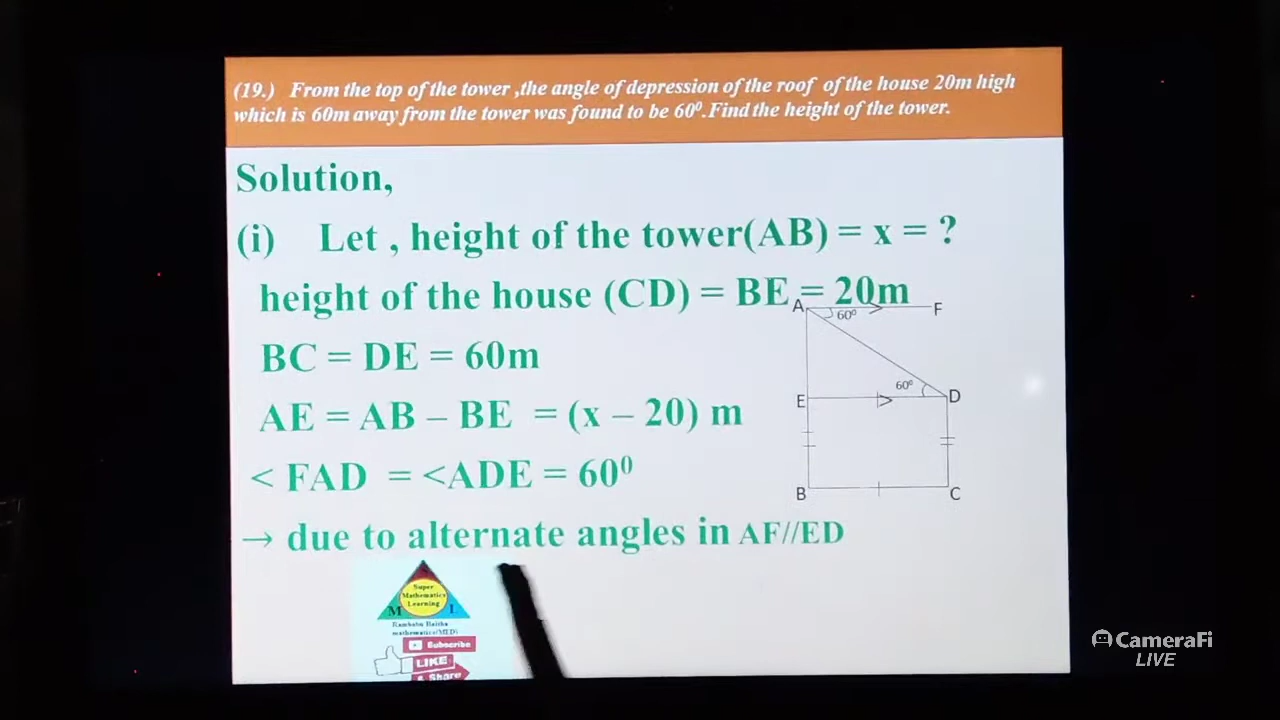 (19.) From the top of the tower ,the angle of depression of the roof of the house 20m high
which is 60m away from the tower was found to be 60⁰.Find the height of the tower.
Solution,
(i) Let , height of the tower(AB) = x = ?
height of the house (CD) = BE = 20m
A 60⁰ F
BC = DE = 60m
60⁰
E D
AE = AB – BE = (x – 20) m
< FAD = <ADE = 60⁰
B C
→ due to alternate angles in AF//ED
S
Super
Mathematics
Learning
M L
Rambabu Raitha
mathematics(MED)
Subscribe
LIKE
& Share
CameraFi
LIVE